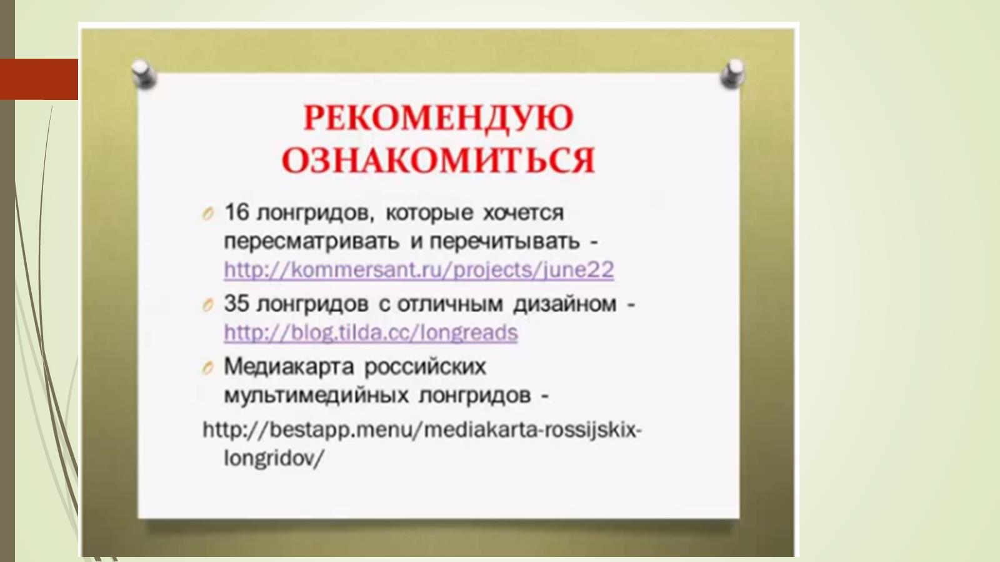 РЕКОМЕНДУЮ
ОЗНАКОМИТЬСЯ
16 лонгридов, которые хочется
пересматривать и перечитывать -
http://kommersant.ru/projects/june22
35 лонгридов с отличным дизайном -
http://blog.tilda.cc/longreads
Медиакарта российских
мультимедийных лонгридов -
http://bestapp.menu/mediakarta-rossijskix-
longridov/